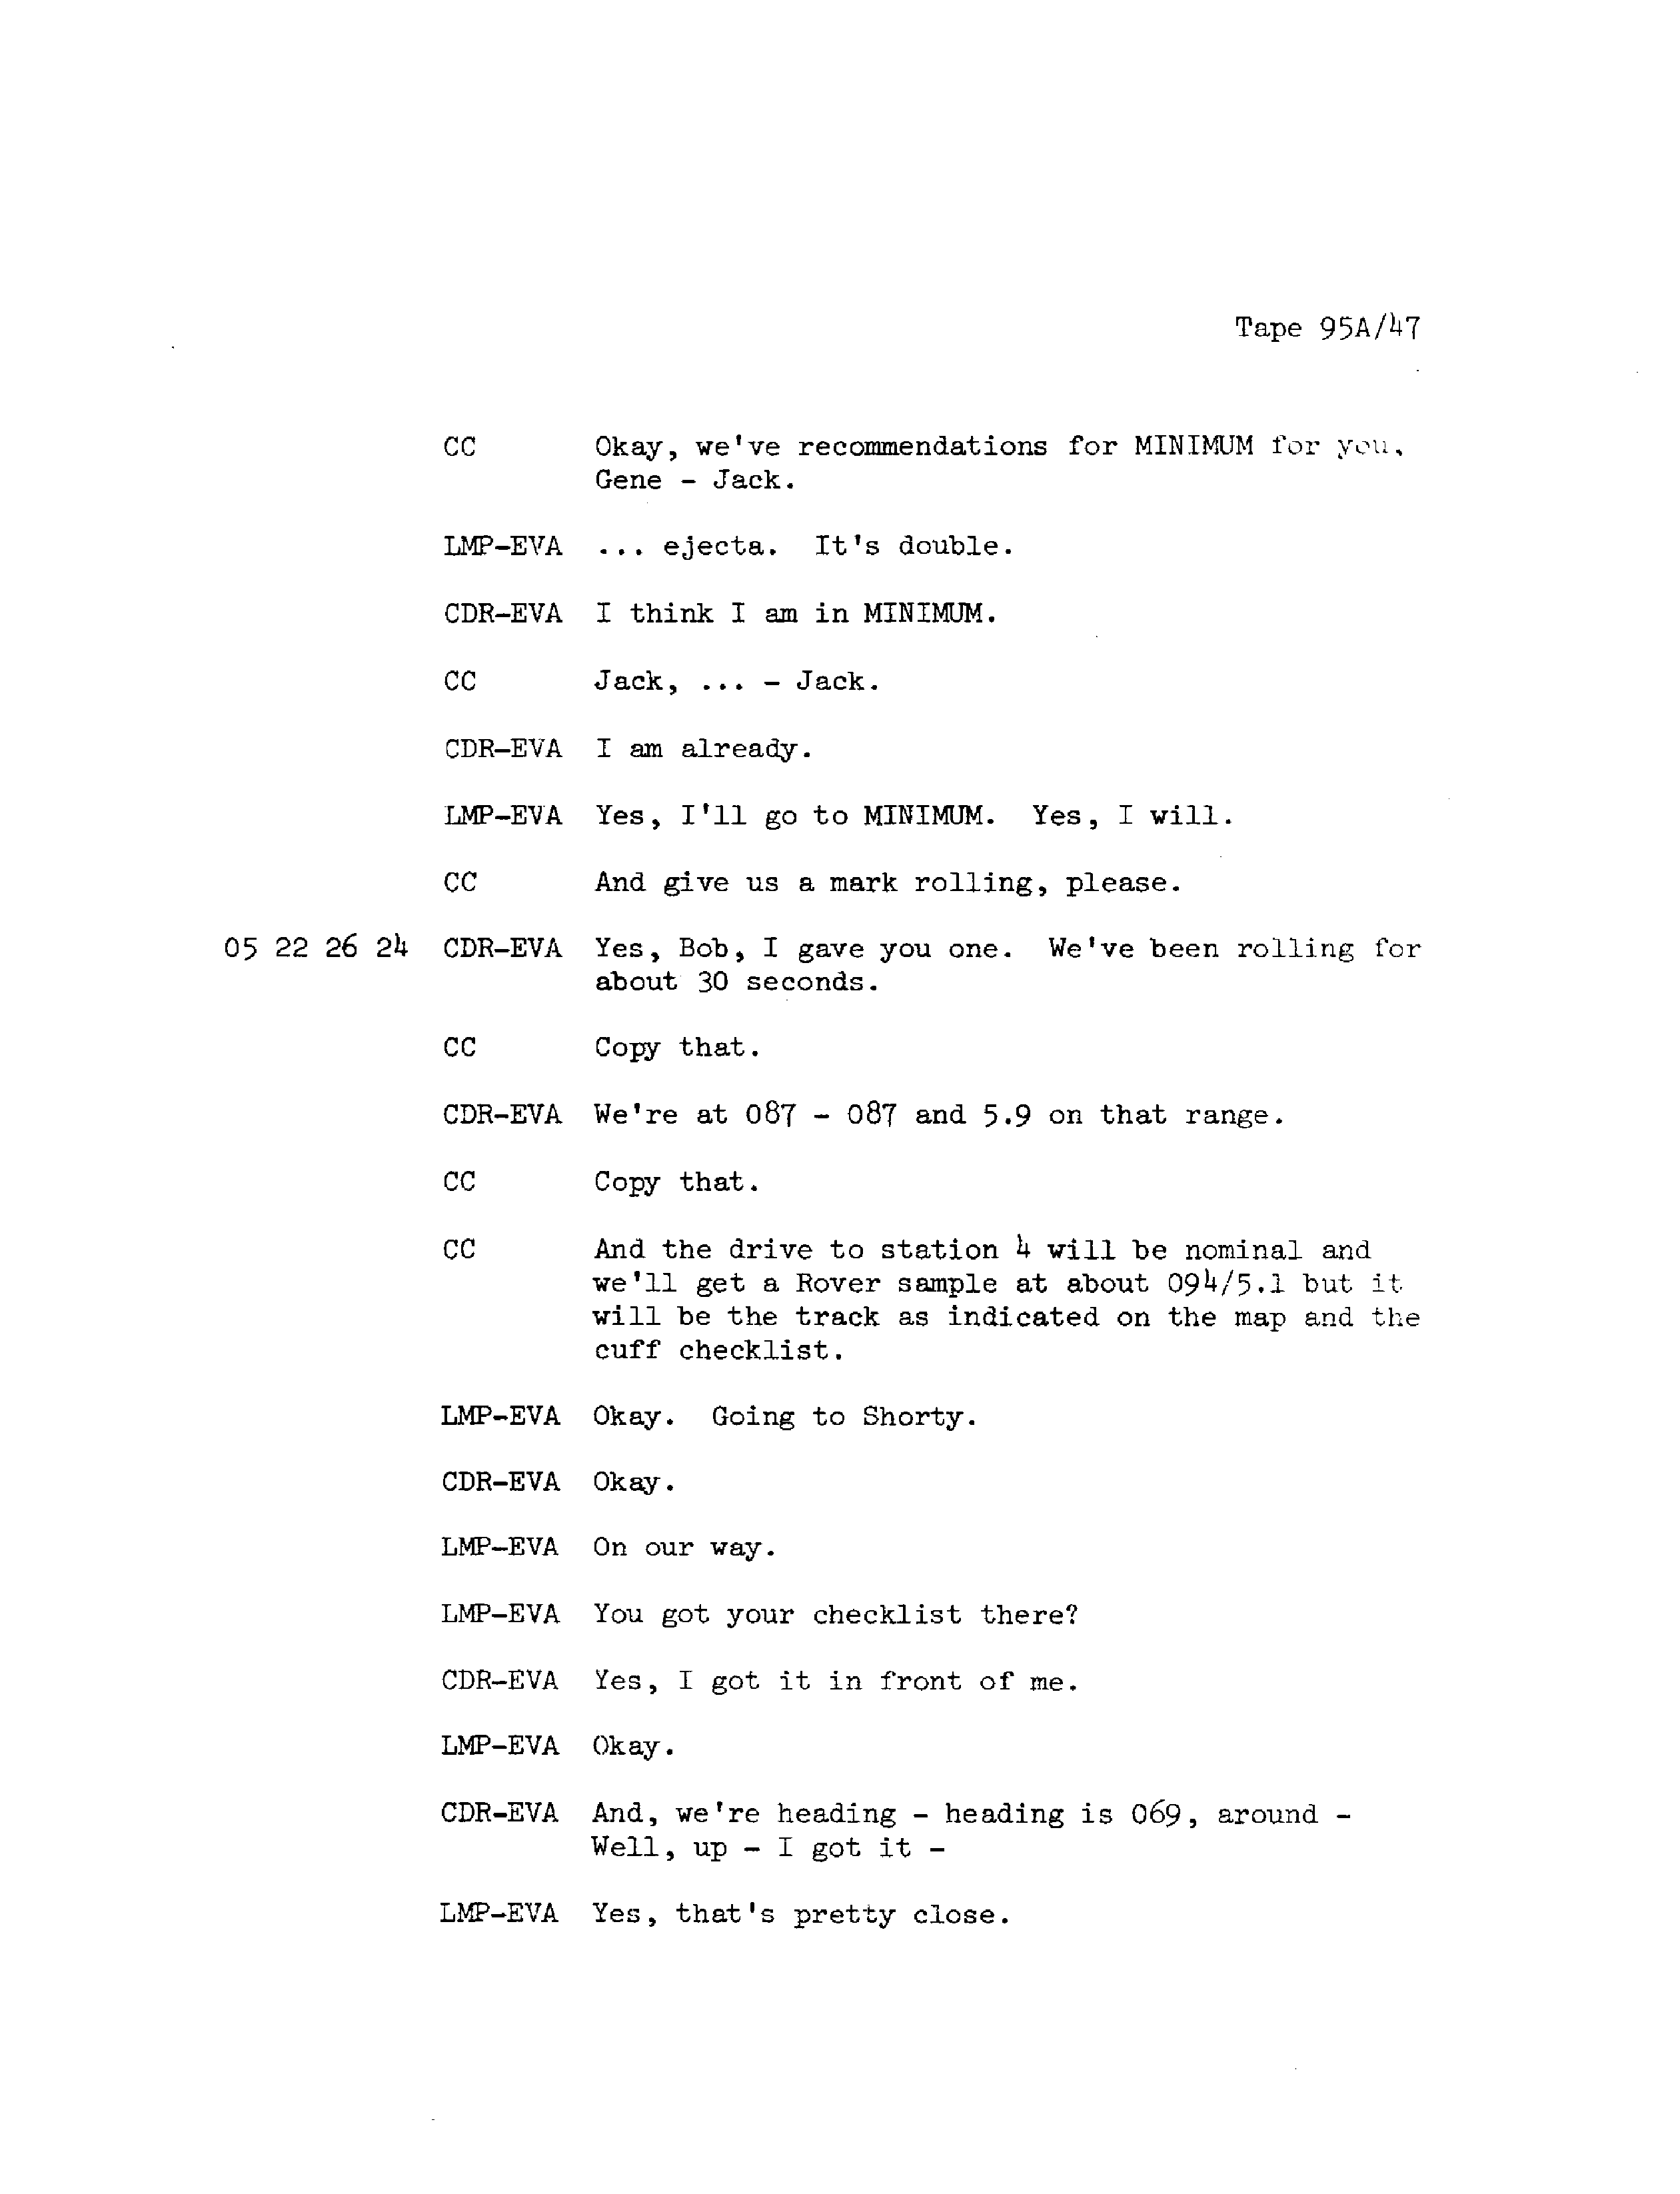 Tape 95A/47
CC Okay, we've recommendations for MINIMUM for you,
Gene - Jack.
LMP-EVA ... ejecta. It's double.
CDR-EVA I think I am in MINIMUM.
CC Jack, ... - Jack.
CDR-EVA I am already.
LMP-EVA Yes, I'll go to MINIMUM. Yes, I will.
CC And give us a mark rolling, please.
05 22 26 24 CDR-EVA Yes, Bob, I gave you one. We've been rolling for
about 30 seconds.
CC Copy that.
CDR-EVA We're at 087 - 087 and 5.9 on that range.
CC Copy that.
CC And the drive to station 4 will be nominal and
we'll get a Rover sample at about 094/5.1 but it
will be the track as indicated on the map and the
cuff checklist.
LMP-EVA Okay. Going to Shorty.
CDR-EVA Okay.
LMP-EVA On our way.
LMP-EVA You got your checklist there?
CDR-EVA Yes, I got it in front of me.
LMP-EVA Okay.
CDR-EVA And, we're heading - heading is 069, around -
Well, up - I got it -
LMP-EVA Yes, that's pretty close.